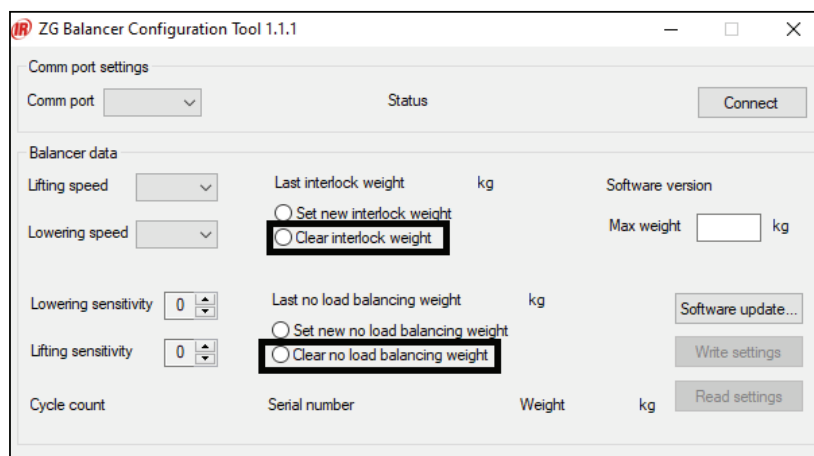 IR ZG Balancer Configuration Tool 1.1.1
Comm port settings
Comm port Status Connect
Balancer data
Lifting speed Last interlock weight kg Software version
Set new interlock weight
Lowering speed Clear interlock weight Max weight kg
Lowering sensitivity 0 Last no load balancing weight kg Software update...
Set new no load balancing weight
Lifting sensitivity 0 Clear no load balancing weight Write settings
Cycle count Serial number Weight kg Read settings